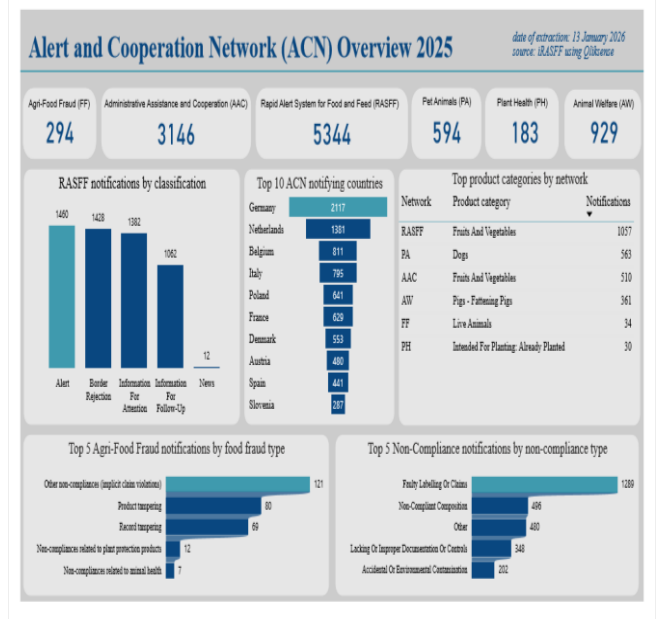 Alert and Cooperation Network (ACN) Overview 2025
date of extraction: 13 January 2026
source: iRASFF using Qliksense
Agri-Food Fraud (FF)
294
Administrative Assistance and Cooperation (AAC)
3146
Rapid Alert System for Food and Feed (RASFF)
5344
Pet Animals (PA)
594
Plant Health (PH)
183
Animal Welfare (AW)
929
RASFF notifications by classification
1460
1428
1382
1062
12
Alert
Border
Rejection
Information
For
Attention
Information
For
Follow-Up
News
Top 10 ACN notifying countries
Germany 2117
Netherlands 1381
Belgium 811
Italy 795
Poland 641
France 629
Denmark 553
Austria 480
Spain 441
Slovenia 287
Top product categories by network
Network Product category Notifications
RASFF Fruits And Vegetables 1057
PA Dogs 563
AAC Fruits And Vegetables 510
AW Pigs - Fattening Pigs 361
FF Live Animals 34
PH Intended For Planting: Already Planted 30
Top 5 Agri-Food Fraud notifications by food fraud type
Other non-compliances (implicit claim violations) 121
Product tampering 80
Record tampering 69
Non-compliances related to plant protection products 12
Non-compliances related to animal health 7
Top 5 Non-Compliance notifications by non-compliance type
Faulty Labelling Or Claims 1289
Non-Compliant Composition 496
Other 480
Lacking Or Improper Documentation Or Controls 348
Accidental Or Environmental Contamination 202